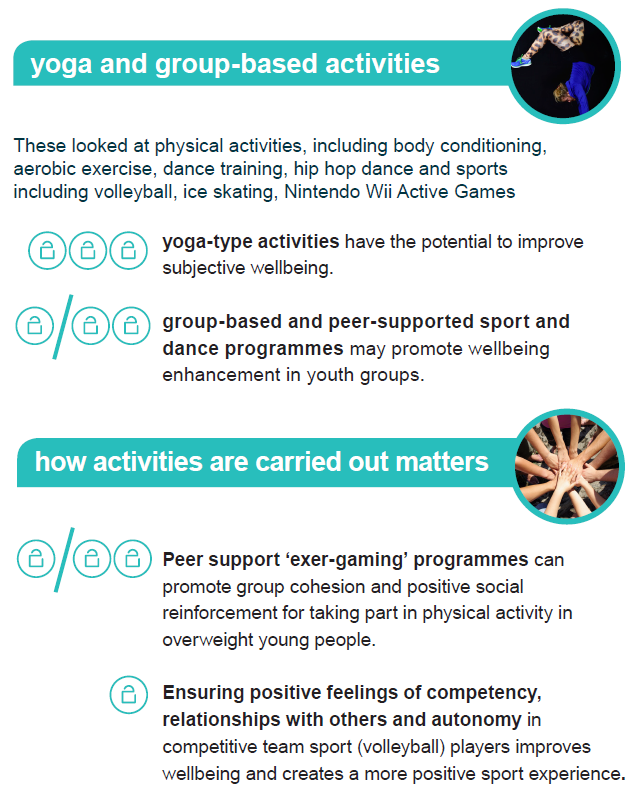 yoga and group-based activities
These looked at physical activities, including body conditioning,
aerobic exercise, dance training, hip hop dance and sports
including volleyball, ice skating, Nintendo Wii Active Games
yoga-type activities have the potential to improve
subjective wellbeing.
group-based and peer-supported sport and
dance programmes may promote wellbeing
enhancement in youth groups.
how activities are carried out matters
Peer support ‘exer-gaming’ programmes can
promote group cohesion and positive social
reinforcement for taking part in physical activity in
overweight young people.
Ensuring positive feelings of competency,
relationships with others and autonomy in
competitive team sport (volleyball) players improves
wellbeing and creates a more positive sport experience.